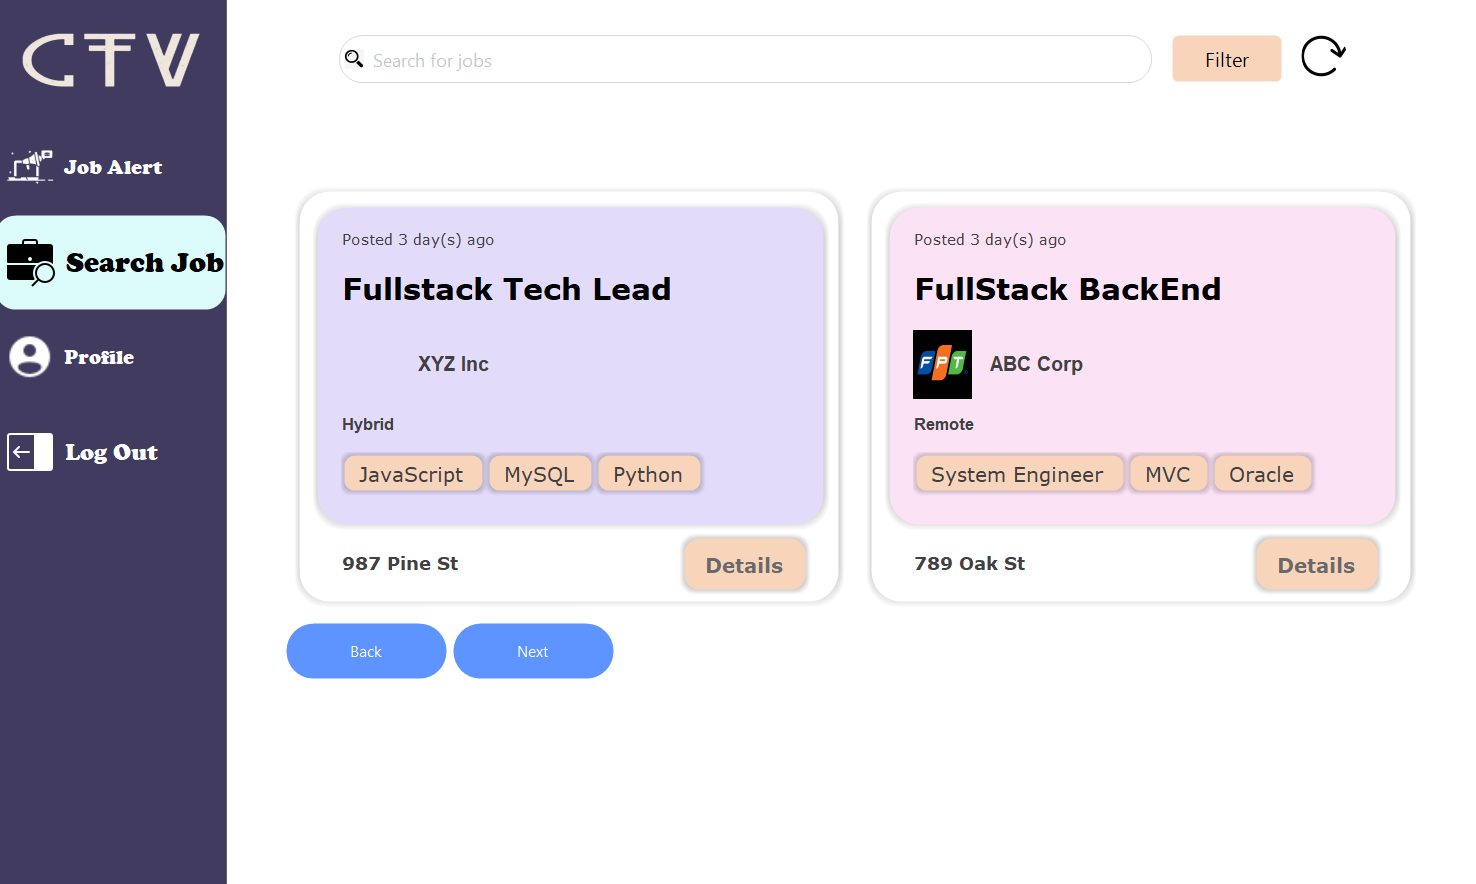 CTV
Job Alert
Search Job
Profile
Log Out
Search for jobs
Filter
Posted 3 day(s) ago
Fullstack Tech Lead
XYZ Inc
Hybrid
JavaScript MySQL Python
987 Pine St
Details
Posted 3 day(s) ago
FullStack BackEnd
FPT
ABC Corp
Remote
System Engineer MVC Oracle
789 Oak St
Details
Back
Next